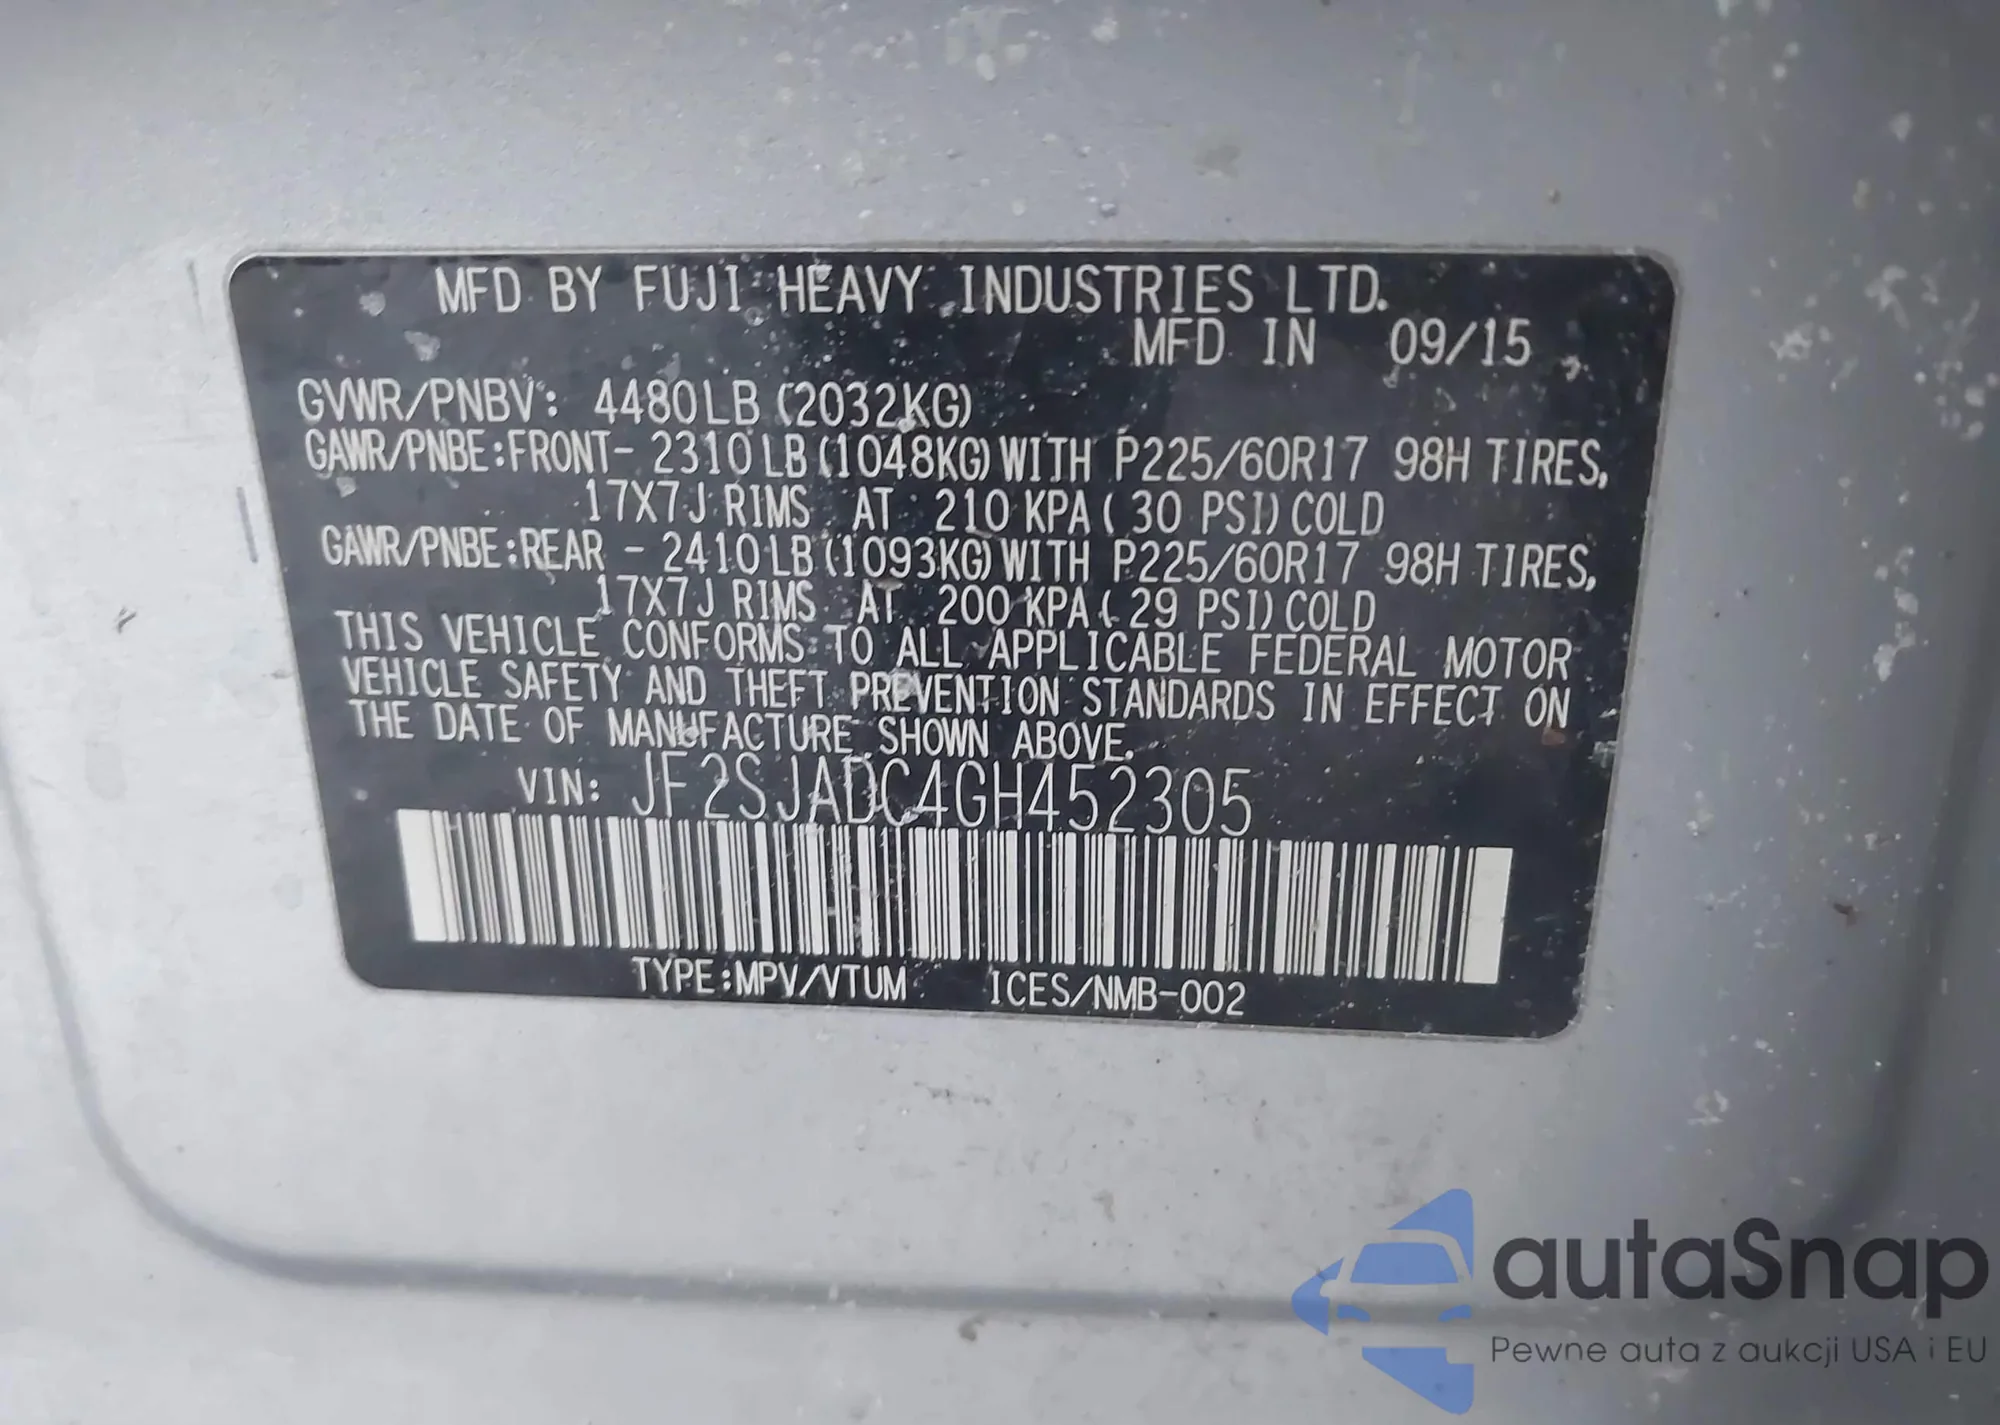 MFD BY FUJI HEAVY INDUSTRIES LTD.
MFD IN 09/15
GVWR/PNBV: 4480LB (2032KG)
GAWR/PNBE:FRONT- 2310LB(1048KG)WITH P225/60R17 98H TIRES,
17X7J RIMS AT 210 KPA( 30 PSI)COLD
GAWR/PNBE:REAR - 2410LB(1093KG)WITH P225/60R17 98H TIRES,
17X7J RIMS AT 200 KPA( 29 PSI)COLD
THIS VEHICLE CONFORMS TO ALL APPLICABLE FEDERAL MOTOR
VEHICLE SAFETY AND THEFT PREVENTION STANDARDS IN EFFECT ON
THE DATE OF MANUFACTURE SHOWN ABOVE.
VIN: JF2SJADC4GH452305
TYPE:MPV/VTUM ICES/NMB-002
autaSnap
Pewne auta z aukcji USA i EU